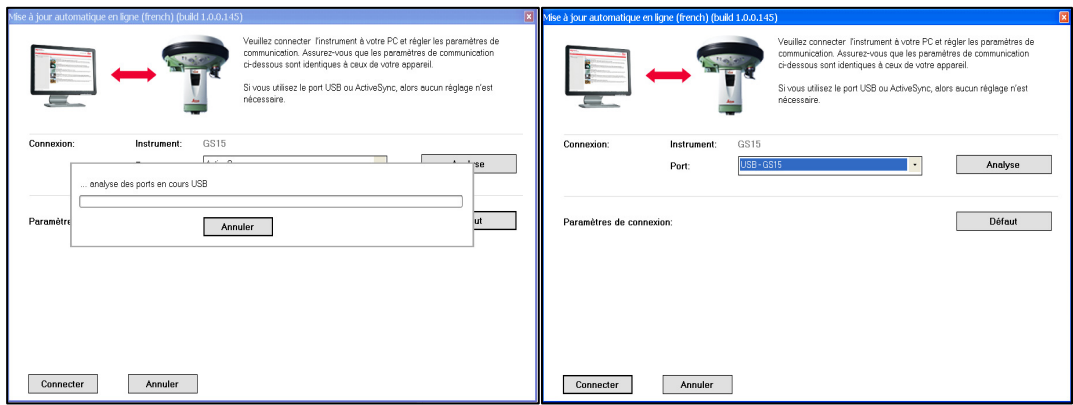 Mise à jour automatique en ligne (french) (build 1.0.0.145)
Veuillez connecter l'instrument à votre PC et régler les paramètres de
communication. Assurez-vous que les paramètres de communication
ci-dessous sont identiques à ceux de votre appareil.
Si vous utilisez le port USB ou ActiveSync, alors aucun réglage n'est
nécessaire.
Connexion:
Instrument:
GS15
... analyse des ports en cours USB
Annuler
Paramètre
ut
Connecter
Annuler
Mise à jour automatique en ligne (french) (build 1.0.0.145)
Veuillez connecter l'instrument à votre PC et régler les paramètres de
communication. Assurez-vous que les paramètres de communication
ci-dessous sont identiques à ceux de votre appareil.
Si vous utilisez le port USB ou ActiveSync, alors aucun réglage n'est
nécessaire.
Connexion:
Instrument:
GS15
Port:
USB - GS15
Analyse
Paramètres de connexion:
Défaut
Connecter
Annuler